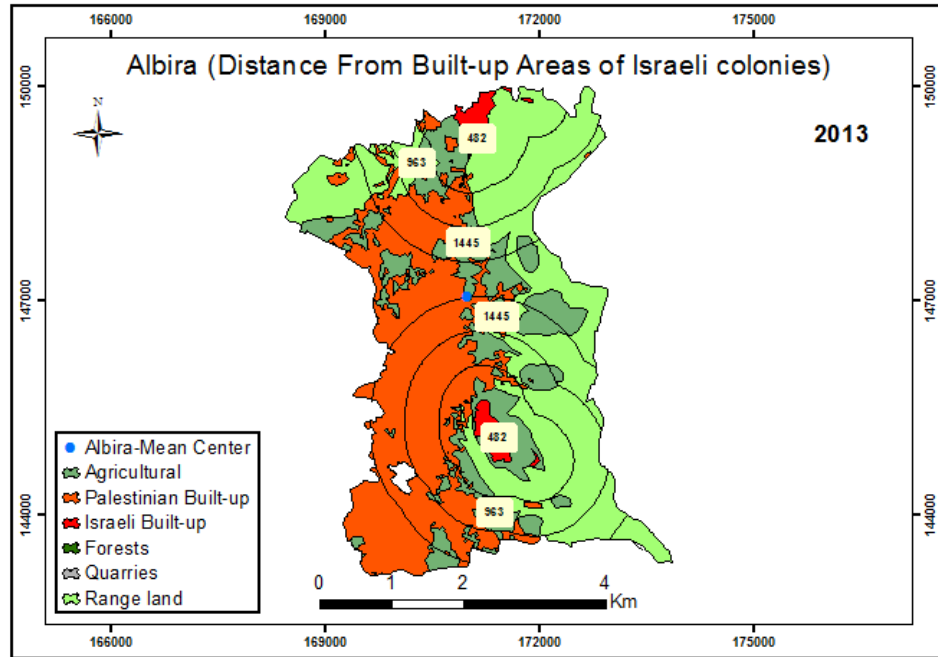 166000 169000 172000 175000
Albira (Distance From Built-up Areas of Israeli colonies)
150000 150000
N
2013
482
963
1445
147000 147000
1445
482
963
144000 144000
Albira-Mean Center
Agricultural
Palestinian Built-up
Israeli Built-up
Forests
Quarries
Range land
0 1 2 4
Km
166000 169000 172000 175000